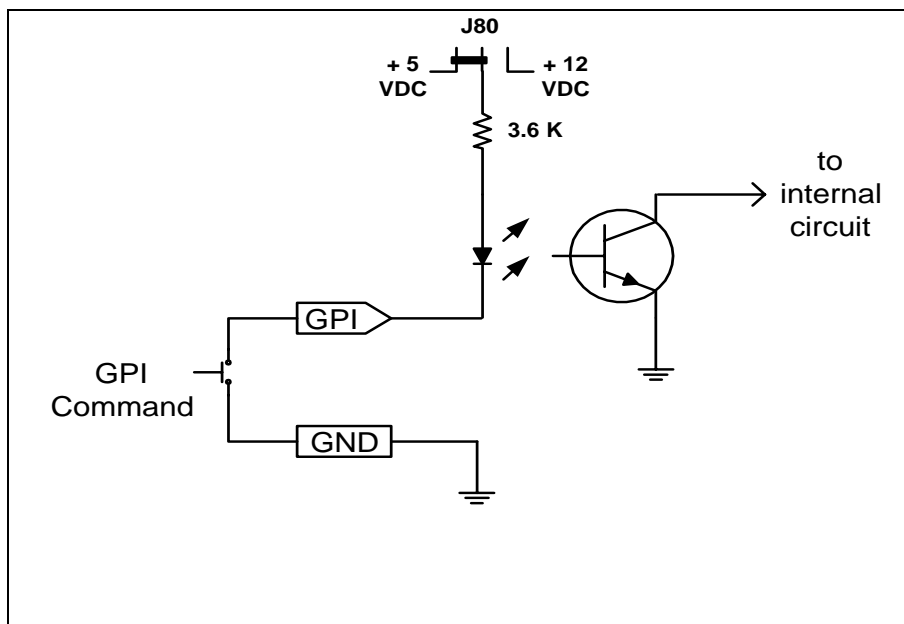 J80
+ 5
VDC
+ 12
VDC
3.6 K
to
internal
circuit
GPI
GPI
Command
GND